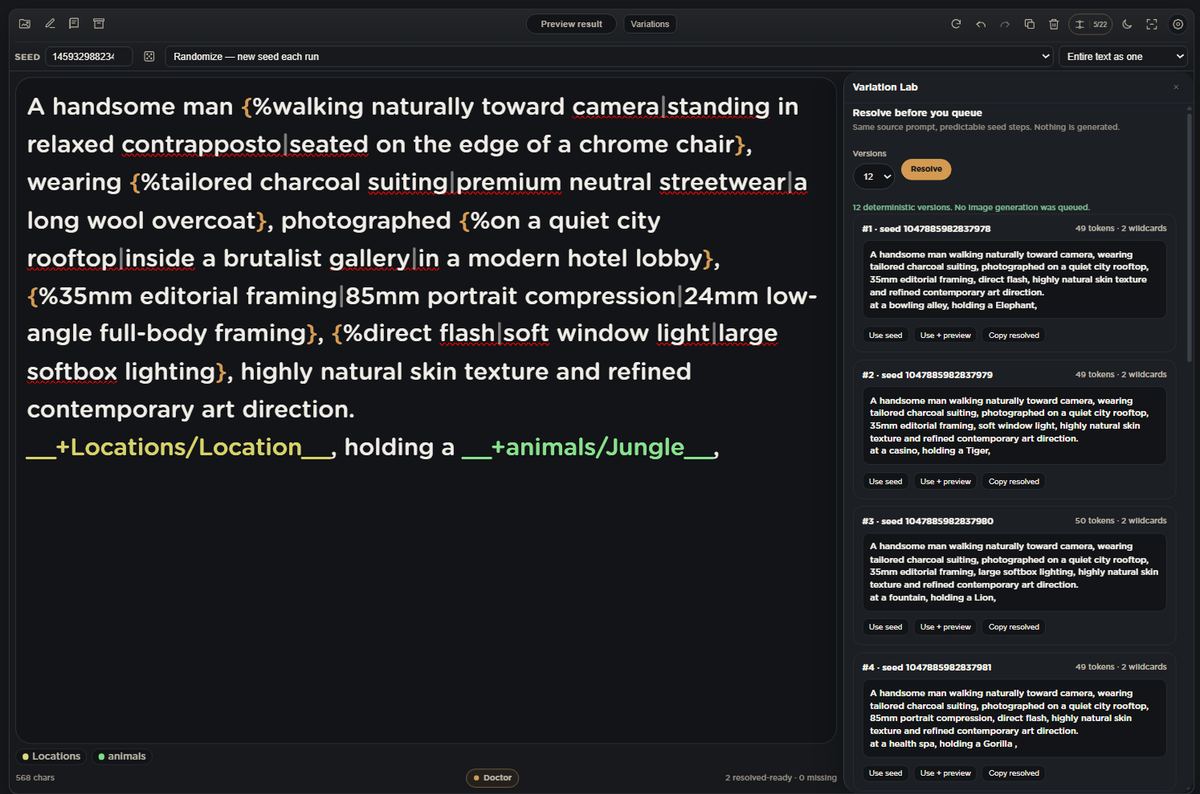 Preview result
Variations
5/22
SEED
14593298823
Randomize — new seed each run
Entire text as one
A handsome man {%walking naturally toward camera|standing in
relaxed contrapposto|seated on the edge of a chrome chair},
wearing {%tailored charcoal suiting|premium neutral streetwear|a
long wool overcoat}, photographed {%on a quiet city
rooftop|inside a brutalist gallery|in a modern hotel lobby},
{%35mm editorial framing|85mm portrait compression|24mm low-
angle full-body framing}, {%direct flash|soft window light|large
softbox lighting}, highly natural skin texture and refined
contemporary art direction.
__+Locations/Location__, holding a __+animals/Jungle__,
Locations
animals
568 chars
Doctor
2 resolved-ready · 0 missing
Variation Lab
×
Resolve before you queue
Same source prompt, predictable seed steps. Nothing is generated.
Versions
12
Resolve
12 deterministic versions. No image generation was queued.
#1 · seed 1047885982837978
49 tokens · 2 wildcards
A handsome man walking naturally toward camera, wearing
tailored charcoal suiting, photographed on a quiet city rooftop,
35mm editorial framing, direct flash, highly natural skin texture
and refined contemporary art direction.
at a bowling alley, holding a Elephant,
Use seed
Use + preview
Copy resolved
#2 · seed 1047885982837979
49 tokens · 2 wildcards
A handsome man walking naturally toward camera, wearing
tailored charcoal suiting, photographed on a quiet city rooftop,
35mm editorial framing, soft window light, highly natural skin
texture and refined contemporary art direction.
at a casino, holding a Tiger,
Use seed
Use + preview
Copy resolved
#3 · seed 1047885982837980
50 tokens · 2 wildcards
A handsome man walking naturally toward camera, wearing
tailored charcoal suiting, photographed on a quiet city rooftop,
35mm editorial framing, large softbox lighting, highly natural skin
texture and refined contemporary art direction.
at a fountain, holding a Lion,
Use seed
Use + preview
Copy resolved
#4 · seed 1047885982837981
49 tokens · 2 wildcards
A handsome man walking naturally toward camera, wearing
tailored charcoal suiting, photographed on a quiet city rooftop,
85mm portrait compression, direct flash, highly natural skin
texture and refined contemporary art direction.
at a health spa, holding a Gorilla ,
Use seed
Use + preview
Copy resolved